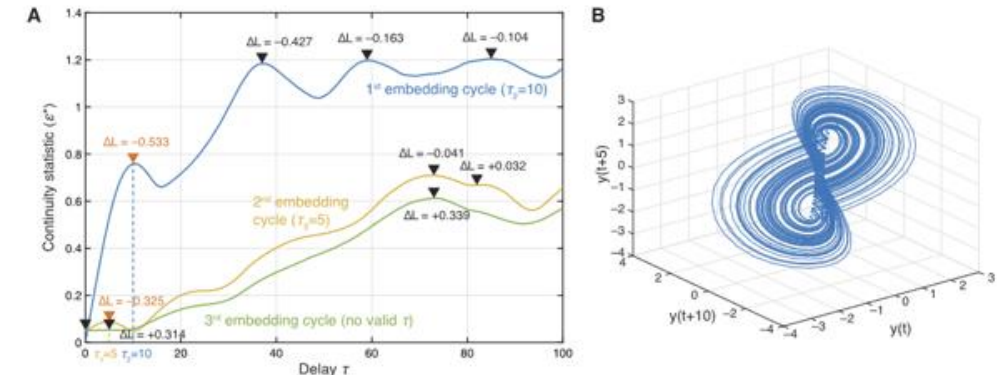 A
1.4
1.2
1
0.8
0.6
0.4
0.2
0
Continuity statistic (ε*)
ΔL = −0.427
ΔL = −0.163
ΔL = −0.104
1st embedding cycle (τ2=10)
ΔL = −0.533
ΔL = −0.041
ΔL = +0.032
2nd embedding
cycle (τ3=5)
ΔL = +0.339
ΔL = −0.325
3rd embedding cycle (no valid τ)
ΔL = +0.314
0 20 40 60 80 100
τ3=5 τ2=10
Delay τ
B
3
2
1
0
−1
−2
−3
−4
y(t+5)
4
2
0
−2
−4
y(t+10)
−4
−3
−2
−1
0
1
2
3
y(t)